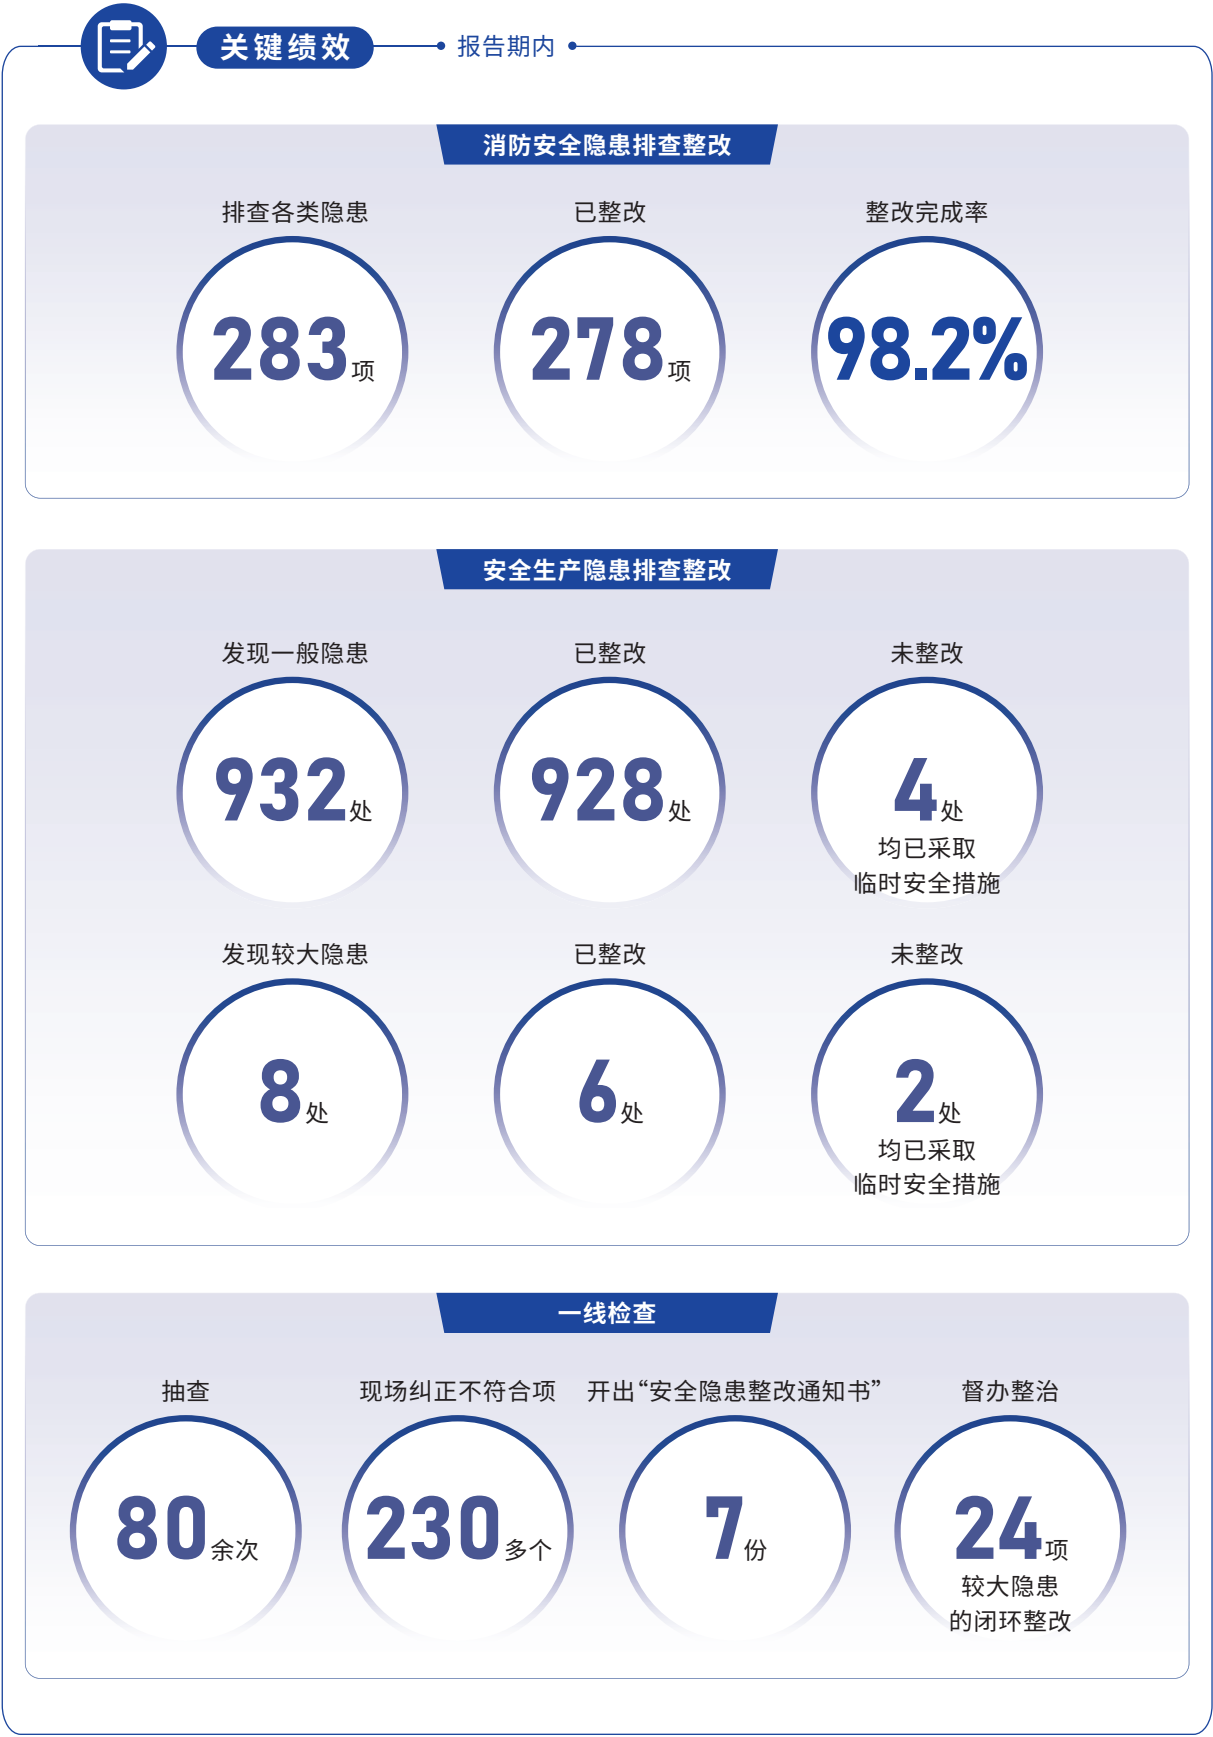 关键绩效
报告期内
消防安全隐患排查整改
排查各类隐患
已整改
整改完成率
283项
278项
98.2%
安全生产隐患排查整改
发现一般隐患
已整改
未整改
932处
928处
4处
均已采取
临时安全措施
发现较大隐患
已整改
未整改
8处
6处
2处
均已采取
临时安全措施
一线检查
抽查
现场纠正不符合项
开出“安全隐患整改通知书”
督办整治
80余次
230多个
7份
24项
较大隐患
的闭环整改